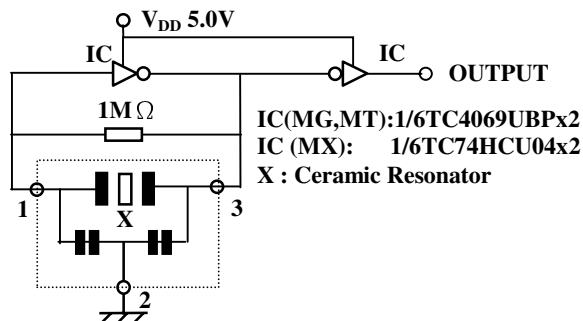 V_DD 5.0V
IC
IC
OUTPUT
1M Ω
IC(MG,MT):1/6TC4069UBPx2
IC (MX): 1/6TC74HCU04x2
X : Ceramic Resonator
1
X
3
2